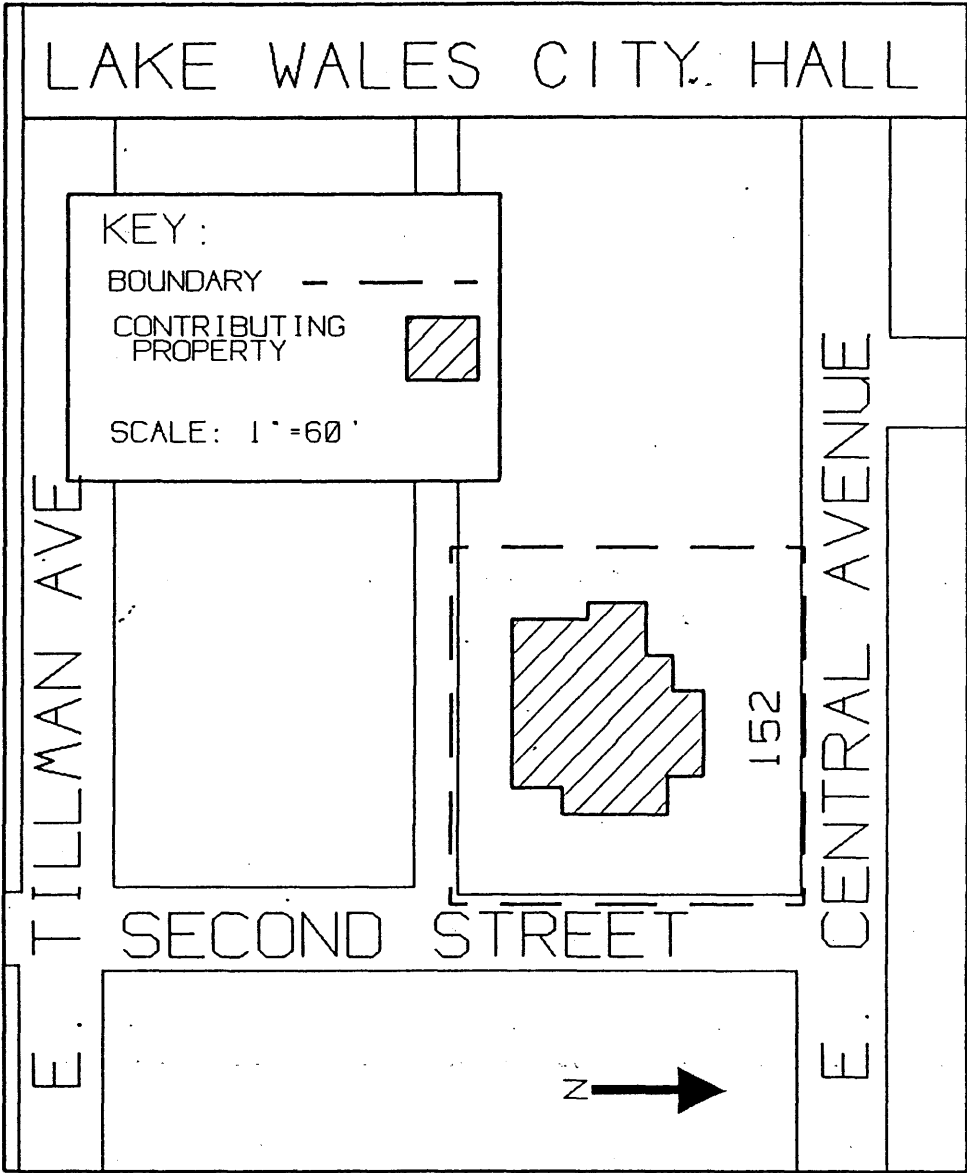 LAKE WALES CITY HALL
KEY:
BOUNDARY
CONTRIBUTING
PROPERTY
SCALE: 1"=60'
E. TILLMAN AVE
E. CENTRAL AVENUE
152
SECOND STREET
N